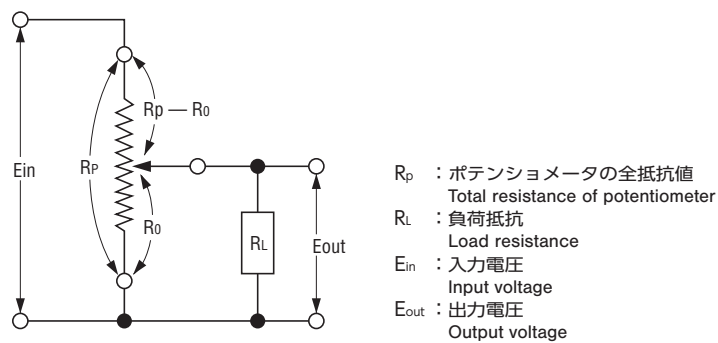 Rp — R0
Ein
RP
R0
RL
Eout
Rp ：ポテンショメータの全抵抗値
Total resistance of potentiometer
RL ：負荷抵抗
Load resistance
Ein ：入力電圧
Input voltage
Eout ：出力電圧
Output voltage